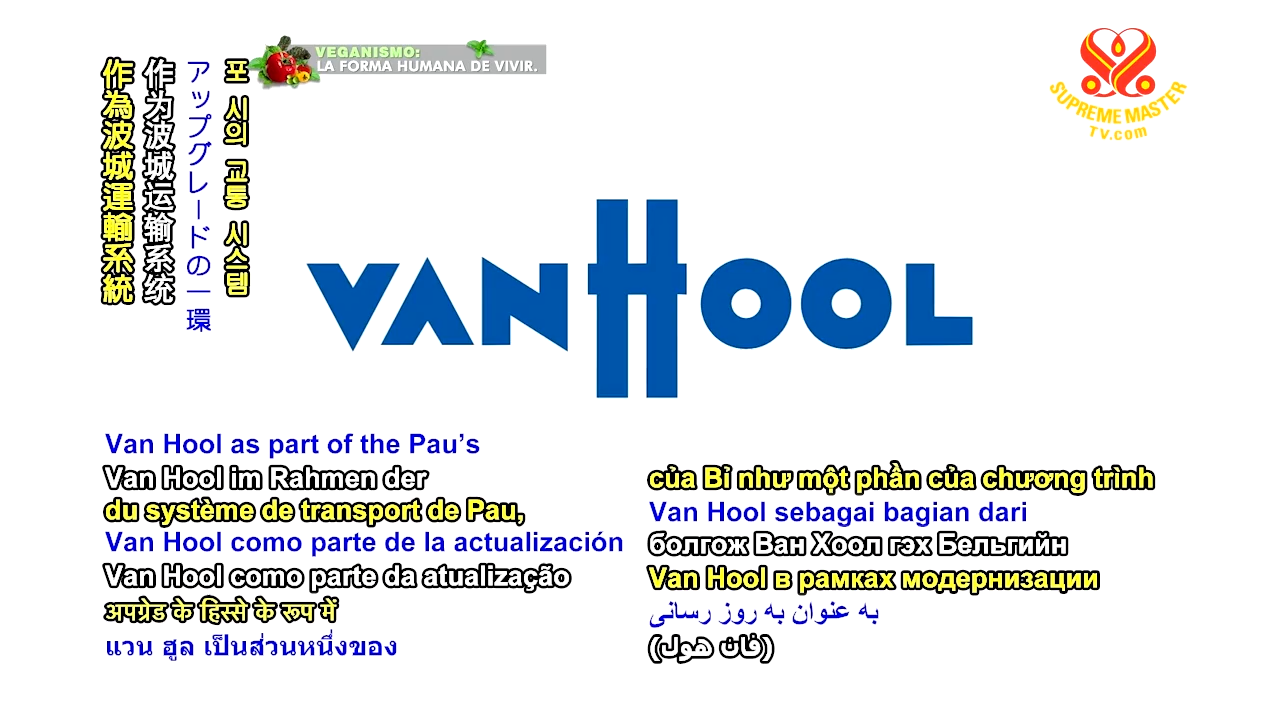 VEGANISMO:
LA FORMA HUMANA DE VIVIR.
SUPREME MASTER
TV.com
作為波城運輸系統
作为波城运输系统
アップグレードの一環
포 시의 교통 시스템
VANHOOL
Van Hool as part of the Pau’s
Van Hool im Rahmen der
du système de transport de Pau,
Van Hool como parte de la actualización
Van Hool como parte da atualização
अपग्रेड के हिस्से के रूप में
แวน ฮูล เป็นส่วนหนึ่งของ
của Bỉ như một phần của chương trình
Van Hool sebagai bagian dari
болгож Ван Хоол гэх Бельгийн
Van Hool в рамках модернизации
به عنوان به روز رسانی
(فان هول)